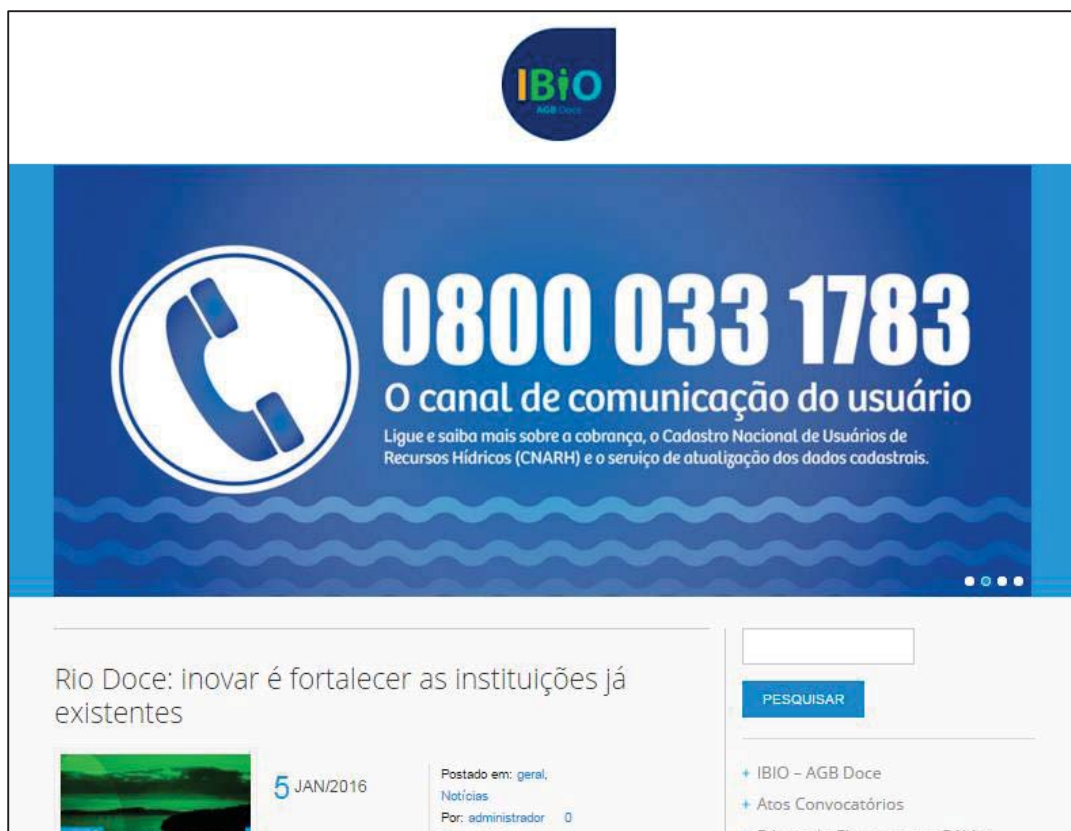 IBiO
AGB Doce
0800 033 1783
O canal de comunicação do usuário
Ligue e saiba mais sobre a cobrança, o Cadastro Nacional de Usuários de
Recursos Hídricos (CNARH) e o serviço de atualização dos dados cadastrais.
Rio Doce: inovar é fortalecer as instituições já
existentes
5 JAN/2016
Postado em: geral,
Notícias
Por: administrador 0
PESQUISAR
+ IBIO – AGB Doce
+ Atos Convocatórios